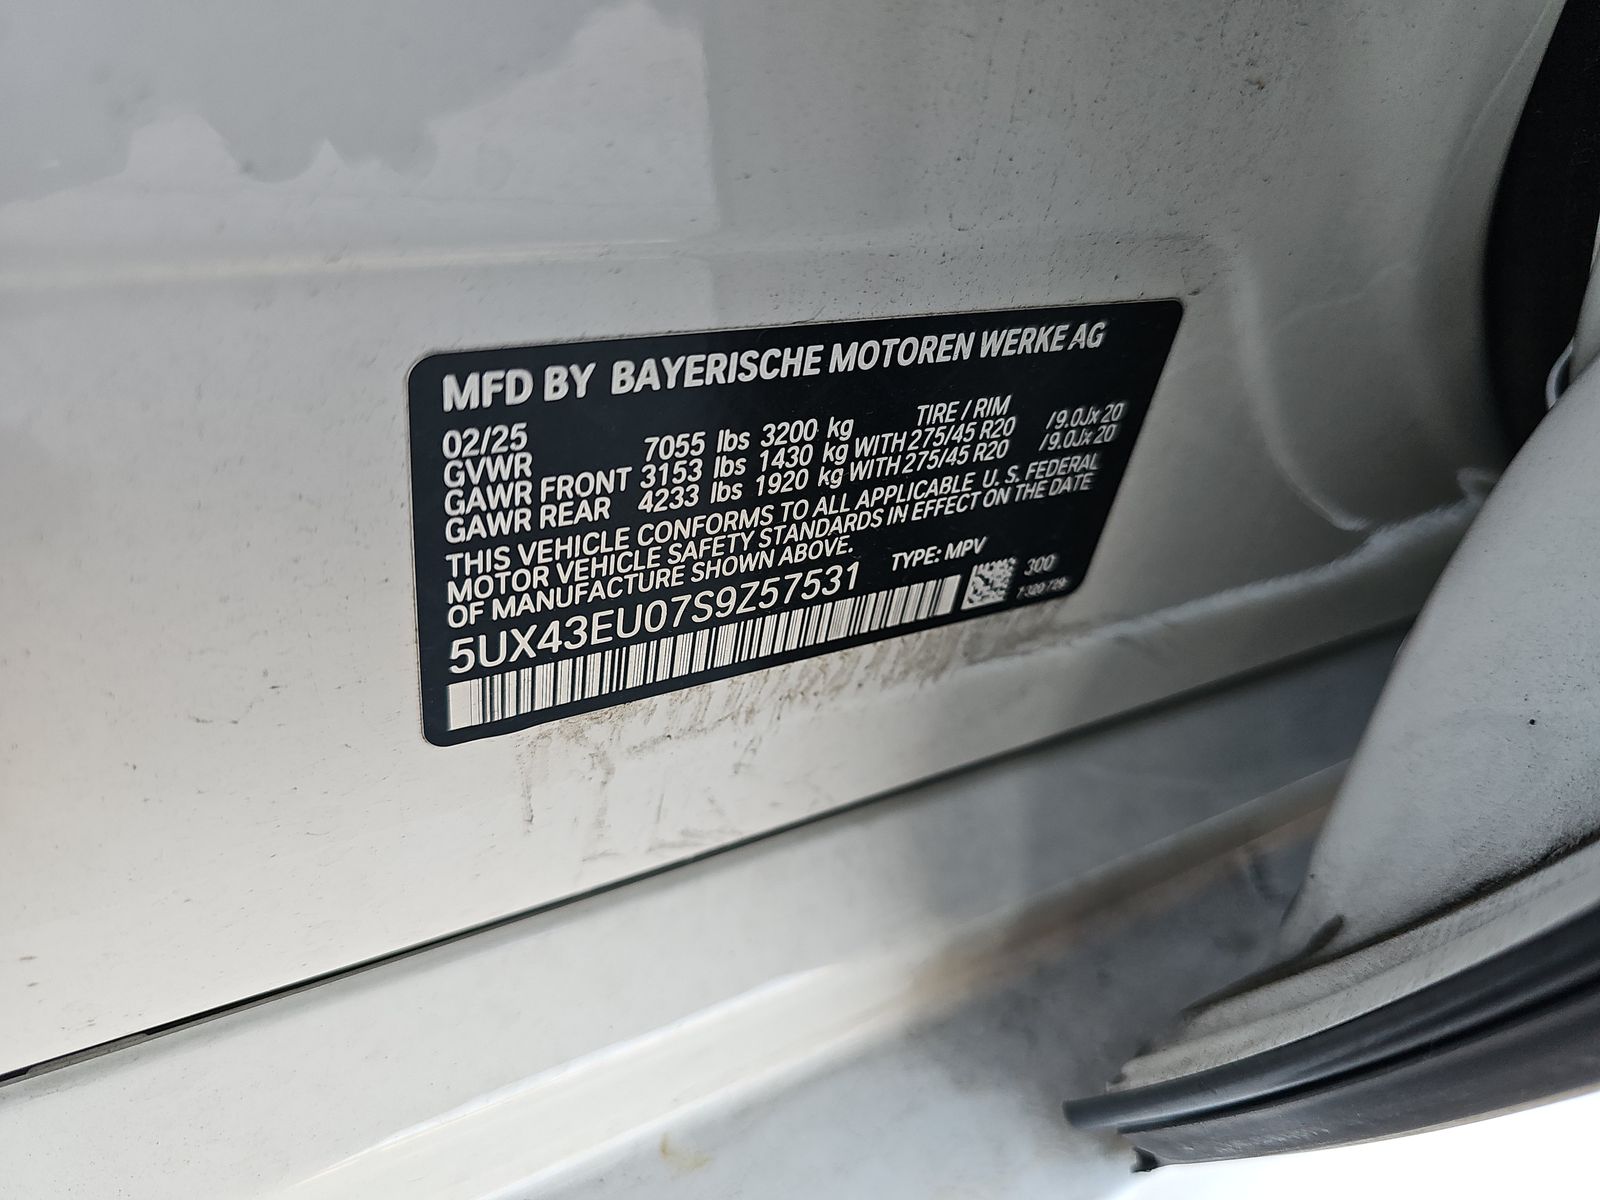 MFD BY BAYERISCHE MOTOREN WERKE AG
02/25 TIRE / RIM
GVWR 7055 lbs 3200 kg
GAWR FRONT 3153 lbs 1430 kg WITH 275/45 R20 /9.0Jx20
GAWR REAR 4233 lbs 1920 kg WITH 275/45 R20 /9.0Jx20
THIS VEHICLE CONFORMS TO ALL APPLICABLE U. S. FEDERAL
MOTOR VEHICLE SAFETY STANDARDS IN EFFECT ON THE DATE
OF MANUFACTURE SHOWN ABOVE.
5UX43EU07S9Z57531 TYPE: MPV
300